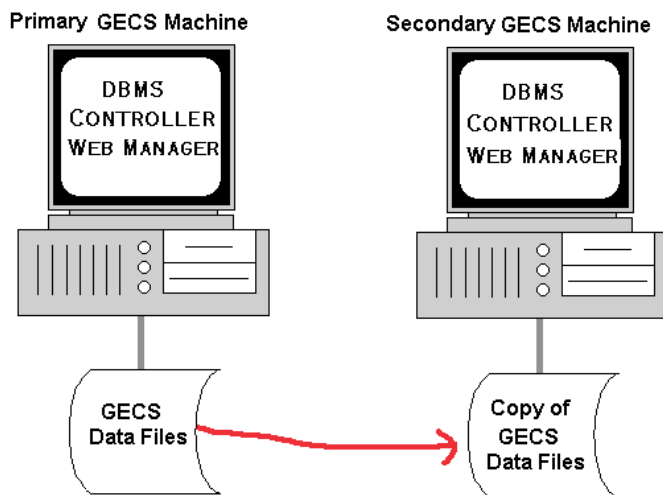 Primary GECS Machine
DBMS
CONTROLLER
WEB MANAGER
GECS
Data Files
Secondary GECS Machine
DBMS
CONTROLLER
WEB MANAGER
Copy of
GECS
Data Files